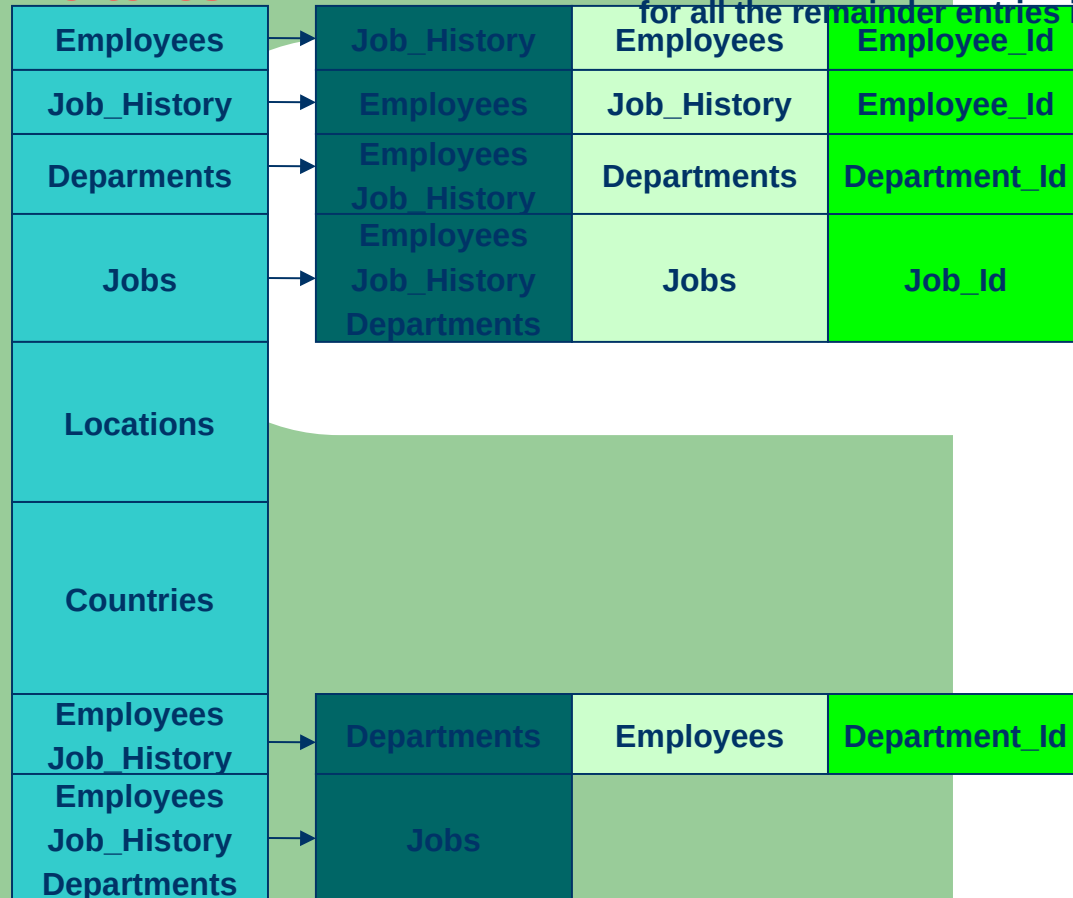 for all the remainder entries
Employees Job_History Employees Employee_Id
Job_History Employees Job_History Employee_Id
Deparments Employees Departments Department_Id
Job_History
Employees
Jobs Job_History Jobs Job_Id
Departments
Locations
Countries
Employees
Job_History Departments Employees Department_Id
Employees
Job_History Jobs
Departments